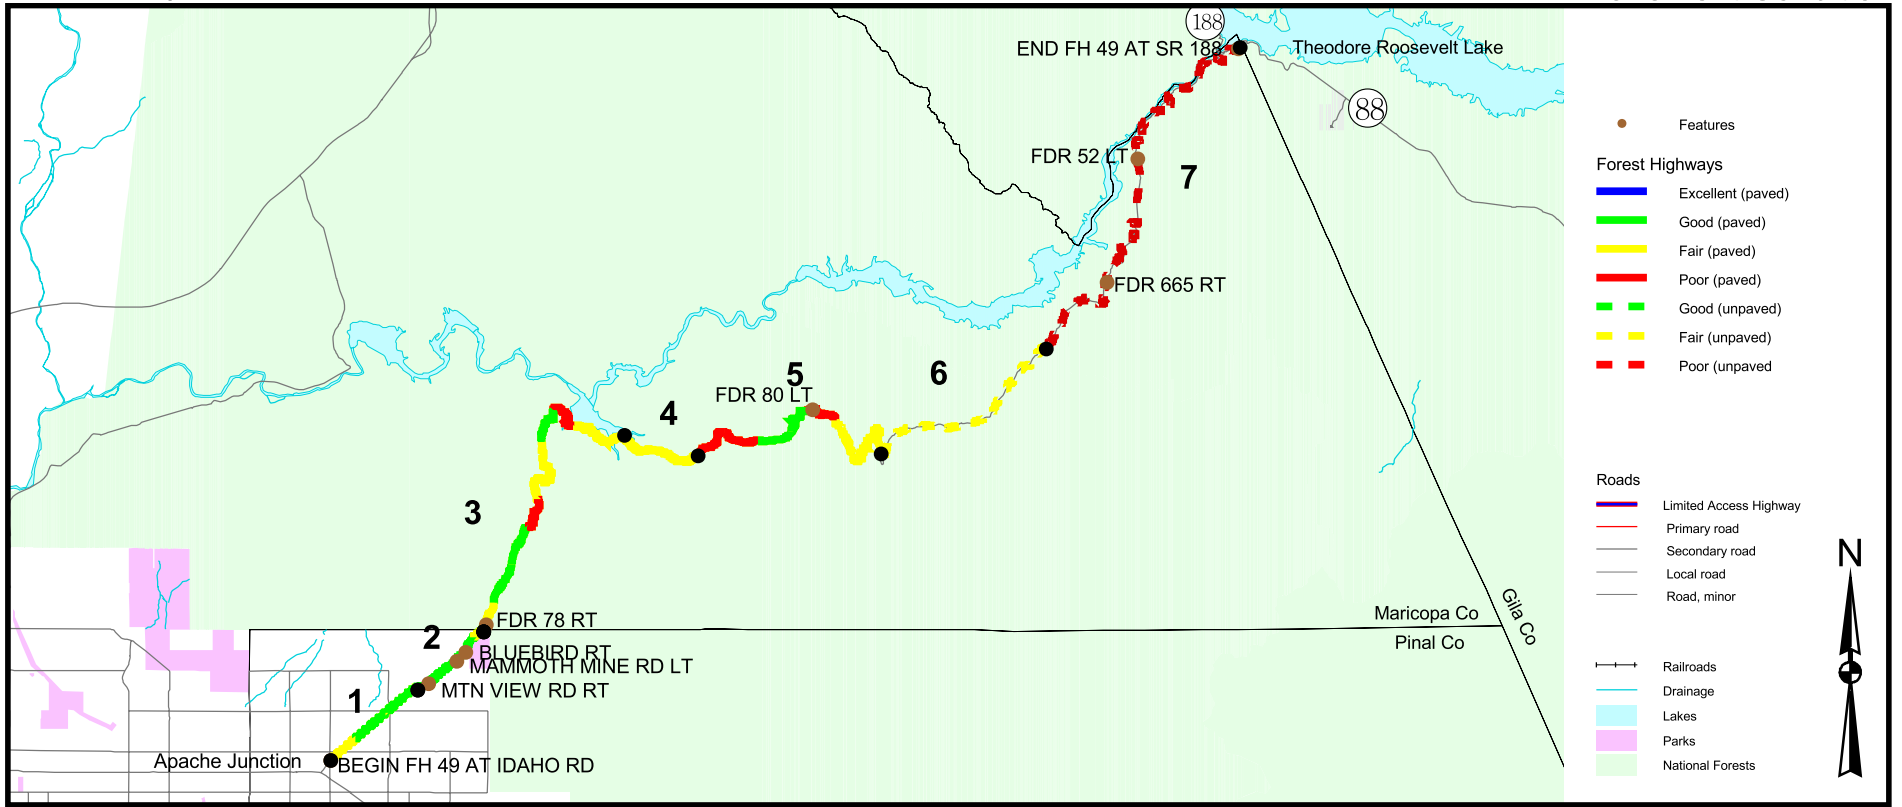 188
END FH 49 AT SR 188
Theodore Roosevelt Lake
88
FDR 52 LT
7
FDR 665 RT
5
6
FDR 80 LT
4
3
FDR 78 RT
2
BLUEBIRD RT
MAMMOTH MINE RD LT
MTN VIEW RD RT
1
Apache Junction
BEGIN FH 49 AT IDAHO RD
Maricopa Co
Pinal Co
Gila Co
Features
Forest Highways
Excellent (paved)
Good (paved)
Fair (paved)
Poor (paved)
Good (unpaved)
Fair (unpaved)
Poor (unpaved
Roads
Limited Access Highway
Primary road
Secondary road
Local road
Road, minor
Railroads
Drainage
Lakes
Parks
National Forests
N